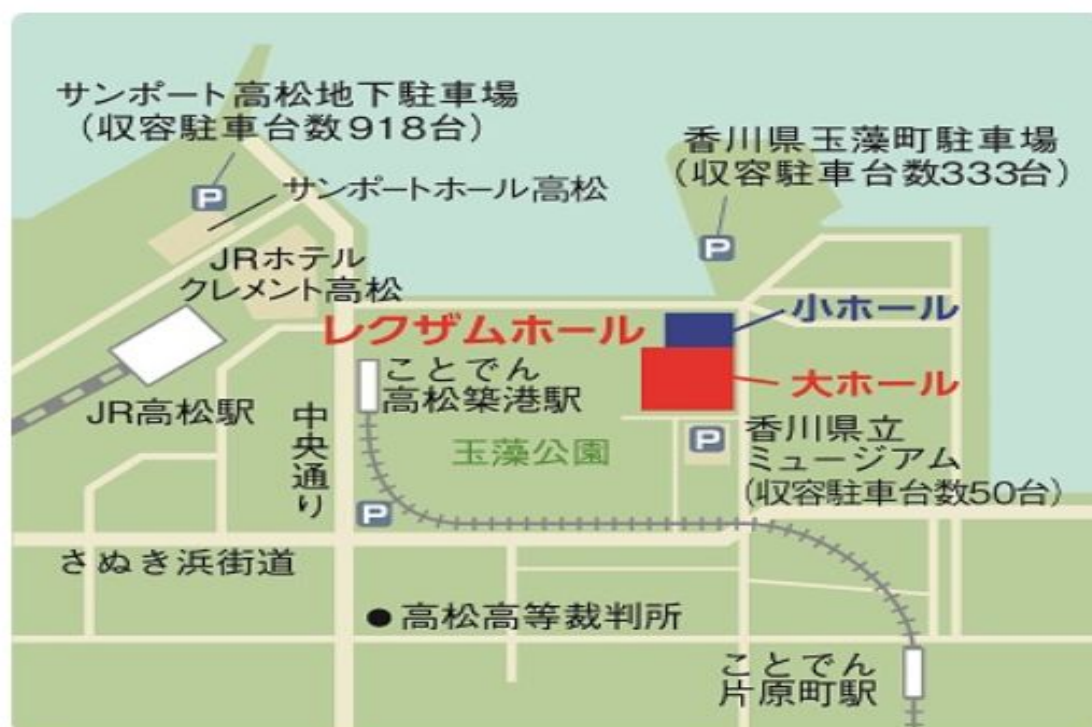 サンポート高松地下駐車場
（収容駐車台数918台）
香川県玉藻町駐車場
（収容駐車台数333台）
P
サンポートホール高松
P
JRホテル
クレメント高松
小ホール
レクザムホール
ことでん
高松築港駅
大ホール
JR高松駅
中央通り
玉藻公園
P
香川県立
ミュージアム
（収容駐車台数50台）
P
さぬき浜街道
●高松高等裁判所
ことでん
片原町駅